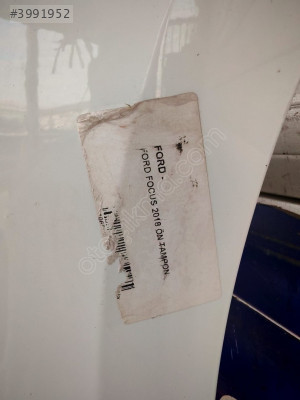 #3991952
FORD -
FORD FOCUS 2018 ÖN TAMPON